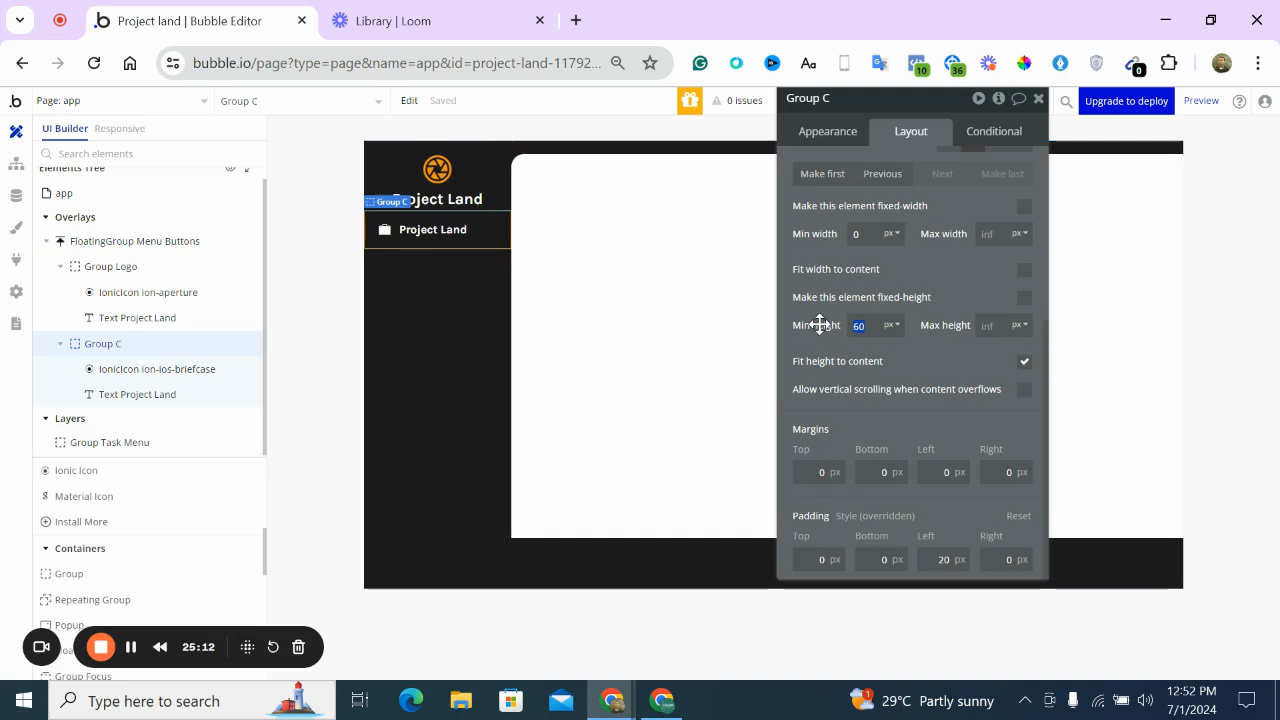 Project land | Bubble Editor
Library | Loom
bubble.io/page?type=page&name=app&id=project-land-11792...
10
36
0
Page: app
Group C
Edit
Saved
0 issues
Upgrade to deploy
Preview
UI Builder
Responsive
Search elements
Elements Tree
app
Overlays
FloatingGroup Menu Buttons
Group Logo
IonicIcon ion-aperture
Text Project Land
Group C
IonicIcon ion-ios-briefcase
Text Project Land
Layers
Group Task Menu
Ionic Icon
Material Icon
Install More
Containers
Group
Repeating Group
Popup
Group Focus
Project Land
Group C
Project Land
Group C
Appearance
Layout
Conditional
Make first
Previous
Next
Make last
Make this element fixed-width
Min width 0 px Max width inf px
Fit width to content
Make this element fixed-height
Min height 60 px Max height inf px
Fit height to content
Allow vertical scrolling when content overflows
Margins
Top Bottom Left Right
0 px 0 px 0 px 0 px
Padding Style (overridden) Reset
Top Bottom Left Right
0 px 0 px 20 px 0 px
25:12
Type here to search
1
29°C Partly sunny
12:52 PM
7/1/2024